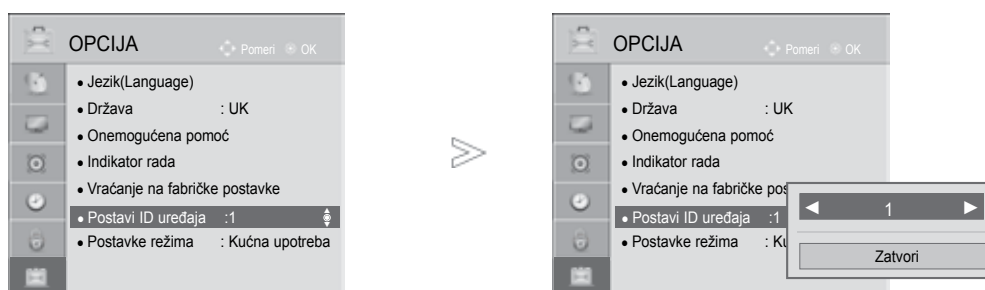 OPCIJA Pomeri OK
• Jezik(Language)
• Država : UK
• Onemogućena pomoć
• Indikator rada
• Vraćanje na fabričke postavke
• Postavi ID uređaja :1
• Postavke režima : Kućna upotreba
OPCIJA Pomeri OK
• Jezik(Language)
• Država : UK
• Onemogućena pomoć
• Indikator rada
• Vraćanje na fabričke pos
• Postavi ID uređaja :1
• Postavke režima : Ku
◄ 1 ►
Zatvori